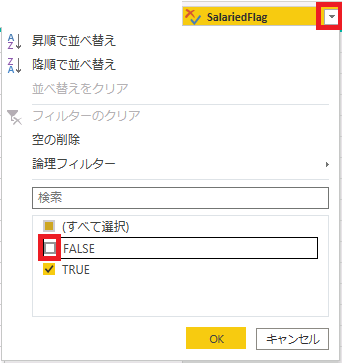 SalariedFlag
昇順で並べ替え
降順で並べ替え
並べ替えをクリア
フィルターのクリア
空の削除
論理フィルター
検索
(すべて選択)
FALSE
TRUE
OK
キャンセル